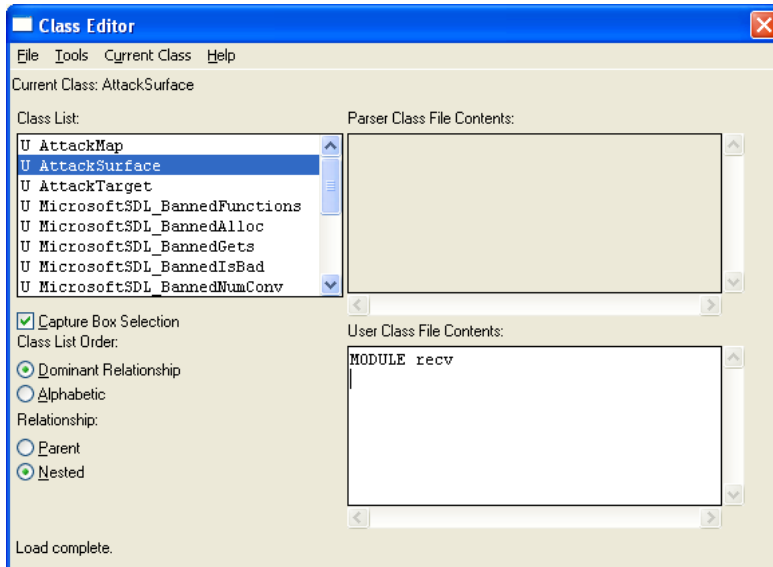 Class Editor
File Tools Current Class Help
Current Class: AttackSurface
Class List:
U AttackMap
U AttackSurface
U AttackTarget
U MicrosoftSDL_BannedFunctions
U MicrosoftSDL_BannedAlloc
U MicrosoftSDL_BannedGets
U MicrosoftSDL_BannedIsBad
U MicrosoftSDL_BannedNumConv
Capture Box Selection
Class List Order:
Dominant Relationship
Alphabetic
Relationship:
Parent
Nested
Parser Class File Contents:
User Class File Contents:
MODULE recv
Load complete.